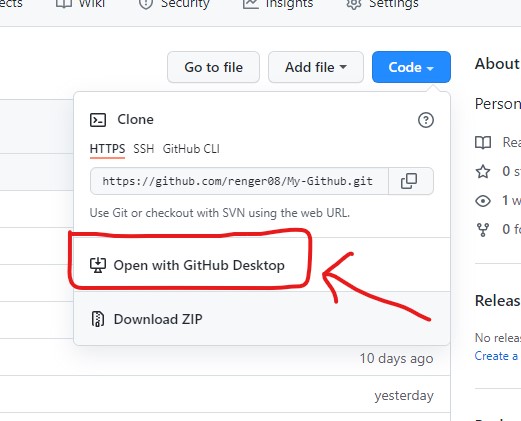 Wiki
Security
Insights
Settings
Go to file
Add file
Code
About
Clone
HTTPS SSH GitHub CLI
https://github.com/renger08/My-Github.git
Use Git or checkout with SVN using the web URL.
Open with GitHub Desktop
Download ZIP
10 days ago
yesterday
Person
Rea
0 s
1 w
0 fo
Releas
No releas
Create a